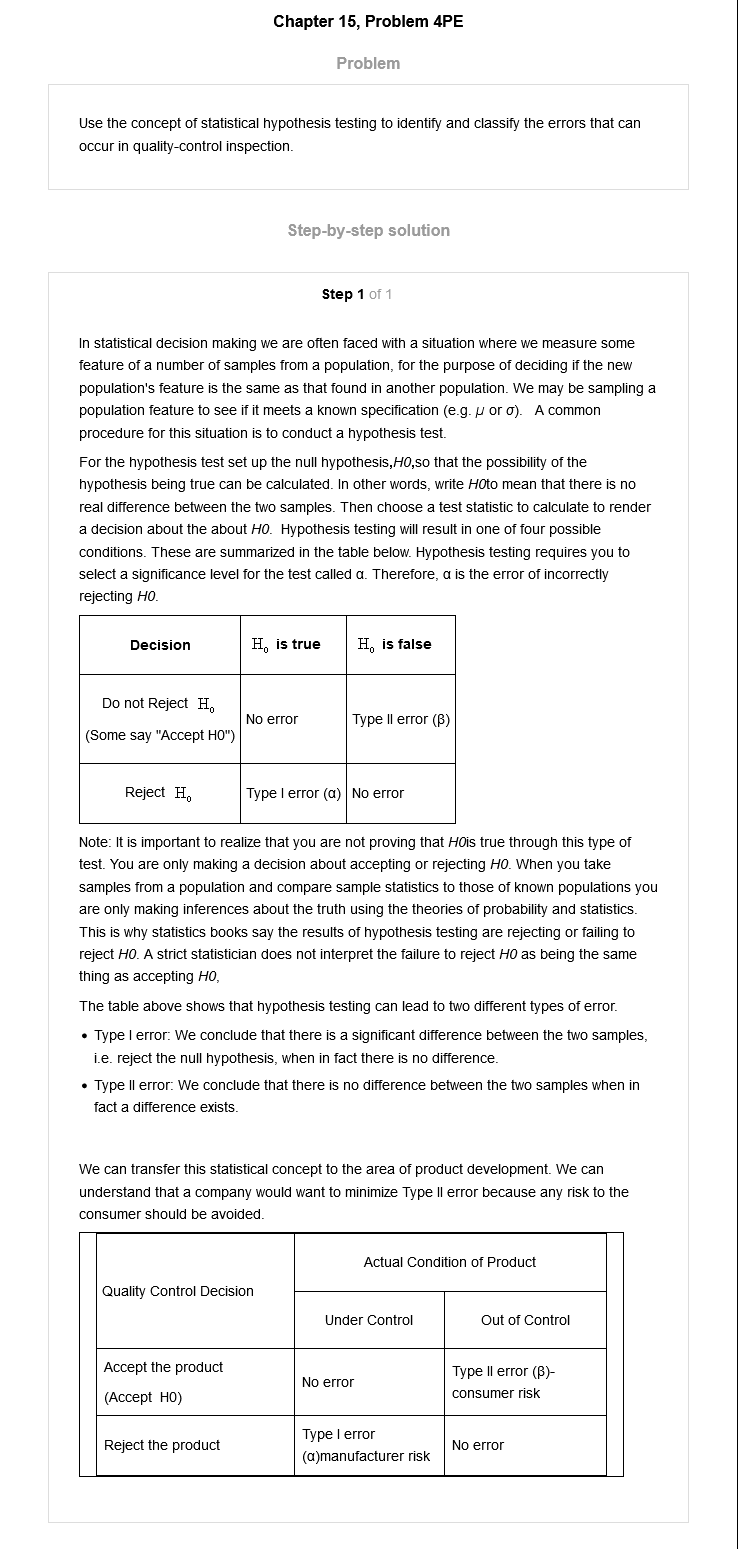 Chapter 15, Problem 4PE
Problem
Use the concept of statistical hypothesis testing to identify and classify the errors that can
occur in quality-control inspection.
Step-by-step solution
Step 1 of 1
In statistical decision making we are often faced with a situation where we measure some
feature of a number of samples from a population, for the purpose of deciding if the new
population's feature is the same as that found in another population. We may be sampling a
population feature to see if it meets a known specification (e.g. μ or σ).   A common
procedure for this situation is to conduct a hypothesis test.
For the hypothesis test set up the null hypothesis,H0,so that the possibility of the
hypothesis being true can be calculated. In other words, write H0to mean that there is no
real difference between the two samples. Then choose a test statistic to calculate to render
a decision about the about H0.  Hypothesis testing will result in one of four possible
conditions. These are summarized in the table below. Hypothesis testing requires you to
select a significance level for the test called α. Therefore, α is the error of incorrectly
rejecting H0.
Decision
H₀ is true
H₀ is false
Do not Reject H₀
(Some say "Accept H0")
No error
Type II error (β)
Reject H₀
Type I error (α)
No error
Note: It is important to realize that you are not proving that H0is true through this type of
test. You are only making a decision about accepting or rejecting H0. When you take
samples from a population and compare sample statistics to those of known populations you
are only making inferences about the truth using the theories of probability and statistics.
This is why statistics books say the results of hypothesis testing are rejecting or failing to
reject H0. A strict statistician does not interpret the failure to reject H0 as being the same
thing as accepting H0,
The table above shows that hypothesis testing can lead to two different types of error.
• Type I error: We conclude that there is a significant difference between the two samples,
i.e. reject the null hypothesis, when in fact there is no difference.
• Type II error: We conclude that there is no difference between the two samples when in
fact a difference exists.
We can transfer this statistical concept to the area of product development. We can
understand that a company would want to minimize Type II error because any risk to the
consumer should be avoided.
Quality Control Decision
Actual Condition of Product
Under Control
Out of Control
Accept the product
(Accept  H0)
No error
Type II error (β)-
consumer risk
Reject the product
Type I error
(α)manufacturer risk
No error